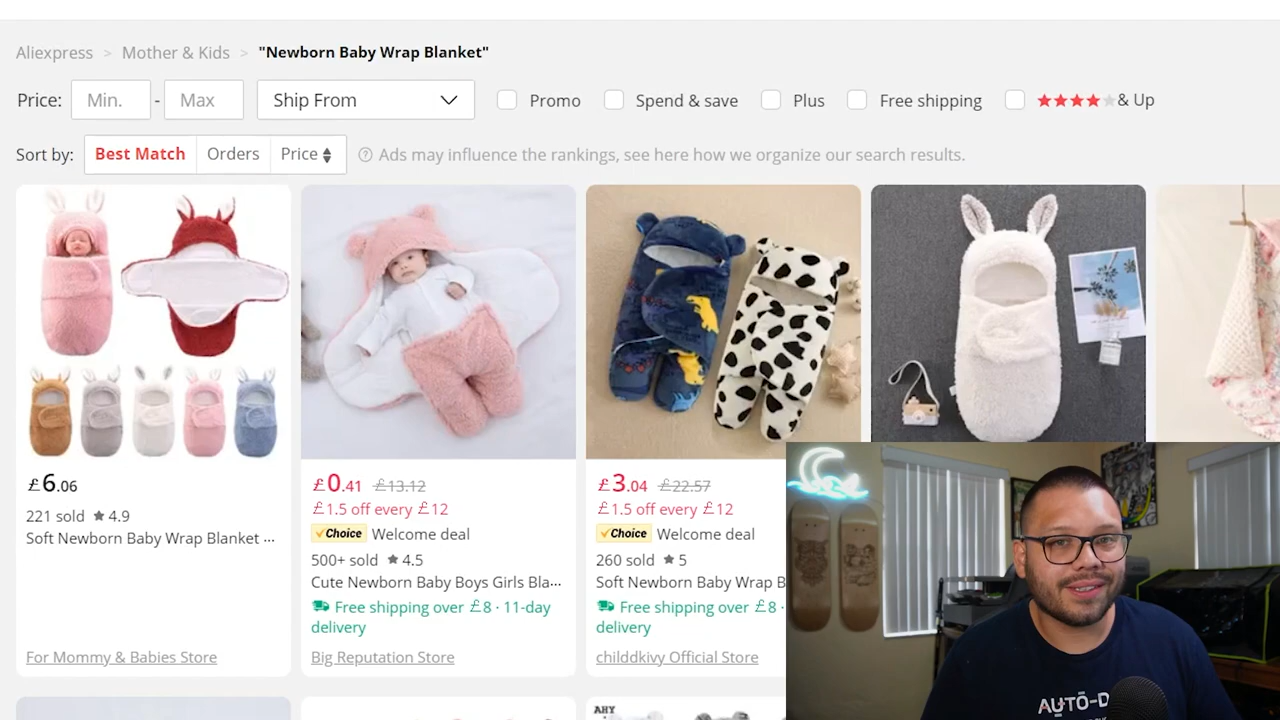 Aliexpress > Mother & Kids > "Newborn Baby Wrap Blanket"
Price: Min. - Max Ship From Promo Spend & save Plus Free shipping & Up
Sort by: Best Match Orders Price Ads may influence the rankings, see here how we organize our search results.
£6.06
221 sold ★ 4.9
Soft Newborn Baby Wrap Blanket ...
For Mommy & Babies Store
£0.41 £13.12
£1.5 off every £12
Choice Welcome deal
500+ sold ★ 4.5
Cute Newborn Baby Boys Girls Bla...
Free shipping over £8 · 11-day
delivery
Big Reputation Store
£3.04 £22.57
£1.5 off every £12
Choice Welcome deal
260 sold ★ 5
Soft Newborn Baby Wrap B
Free shipping over £8 ·
delivery
childdkivy Official Store
AHY
AUTŌ-D